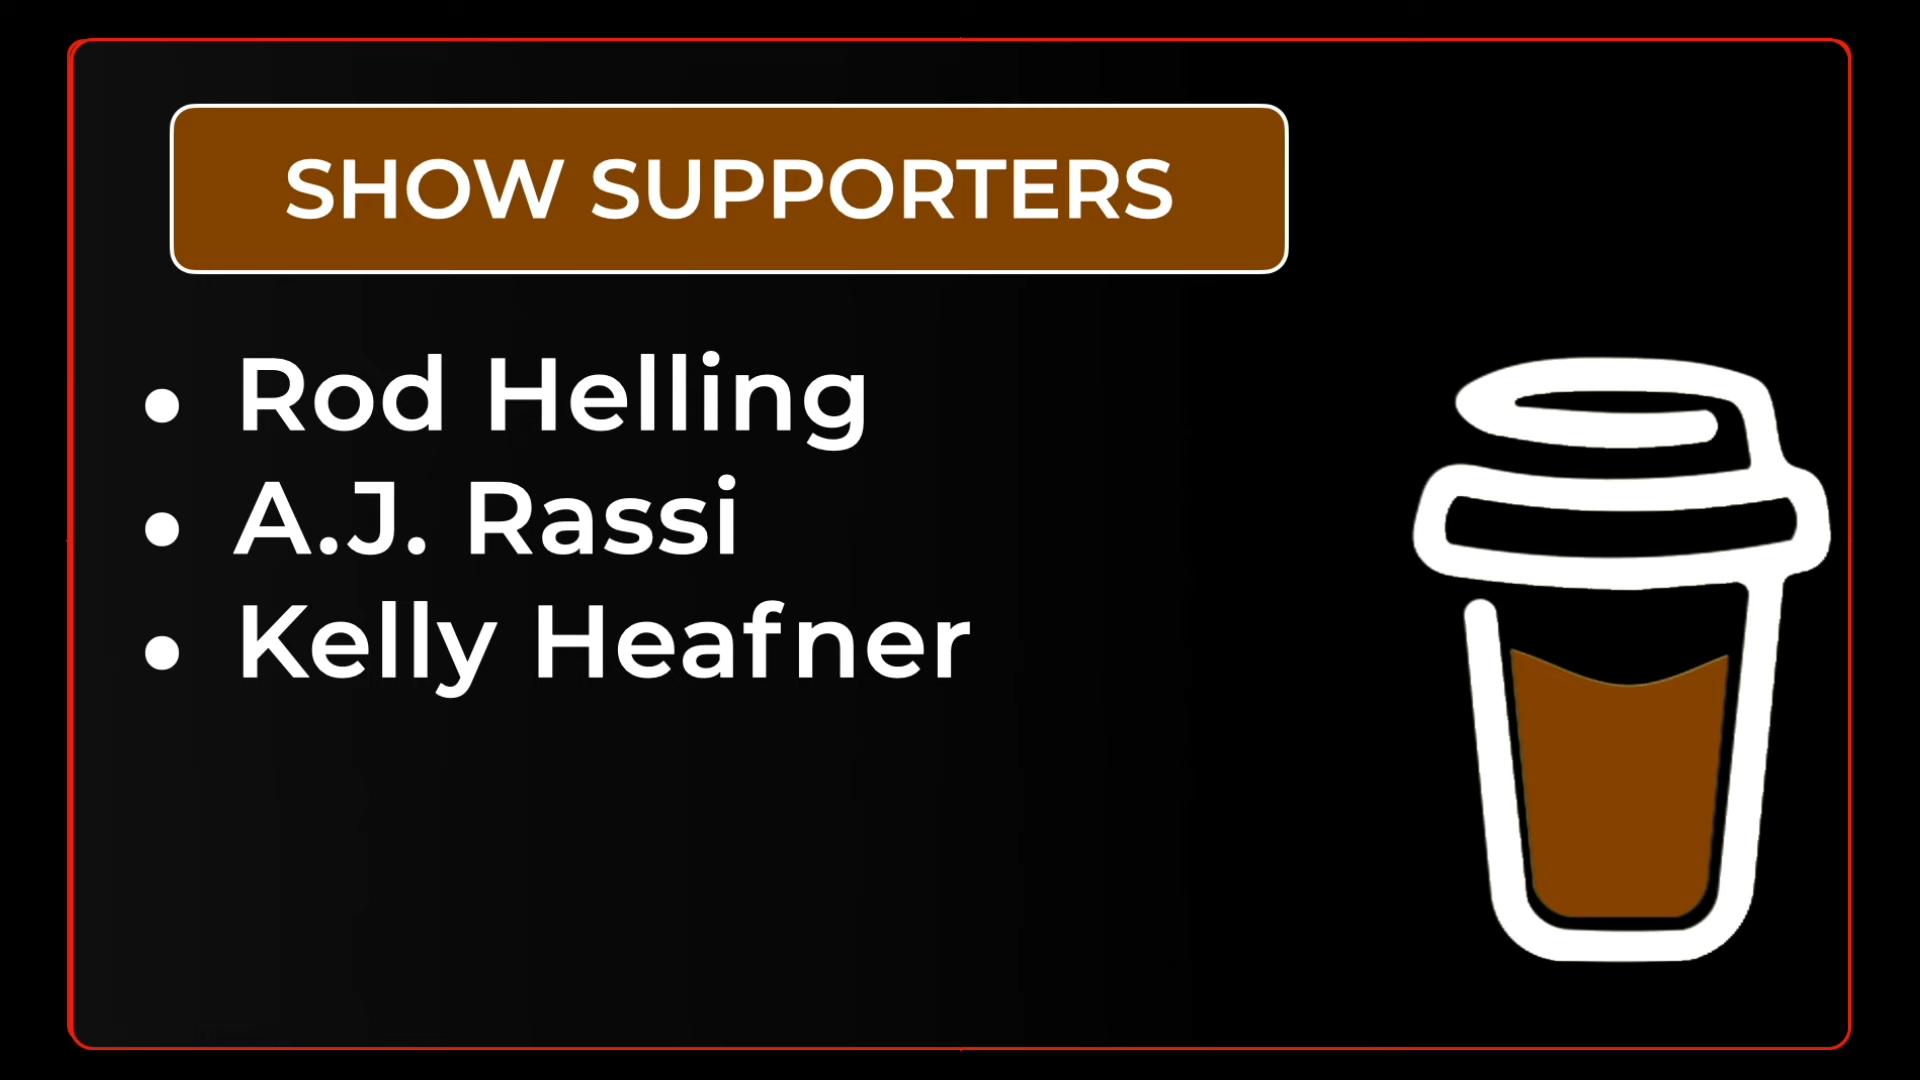 SHOW SUPPORTERS
• Rod Helling
• A.J. Rassi
• Kelly Heafner